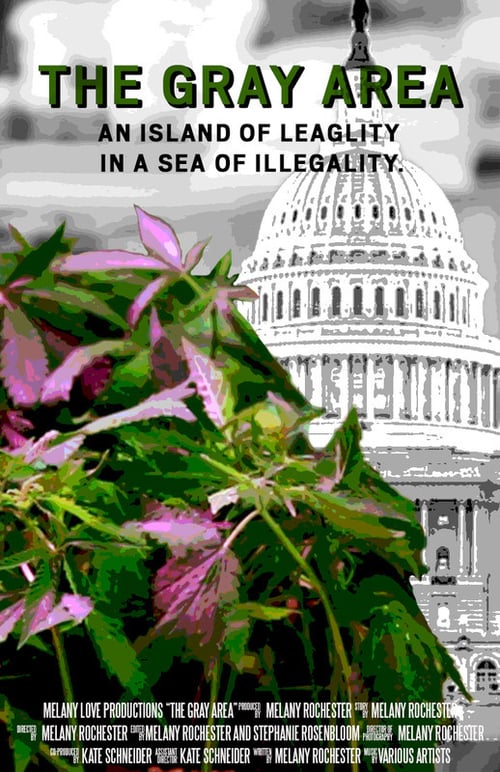 THE GRAY AREA
AN ISLAND OF LEAGLITY
IN A SEA OF ILLEGALITY.
MELANY LOVE PRODUCTIONS "THE GRAY AREA" PRODUCED BY MELANY ROCHESTER STORY BY MELANY ROCHESTER
DIRECTED BY MELANY ROCHESTER EDITED BY MELANY ROCHESTER AND STEPHANIE ROSENBLOOM DIRECTOR OF PHOTOGRAPHY MELANY ROCHESTER
CO-PRODUCED BY KATE SCHNEIDER ASSISTANT DIRECTOR KATE SCHNEIDER WRITTEN BY MELANY ROCHESTER MUSIC BY VARIOUS ARTISTS